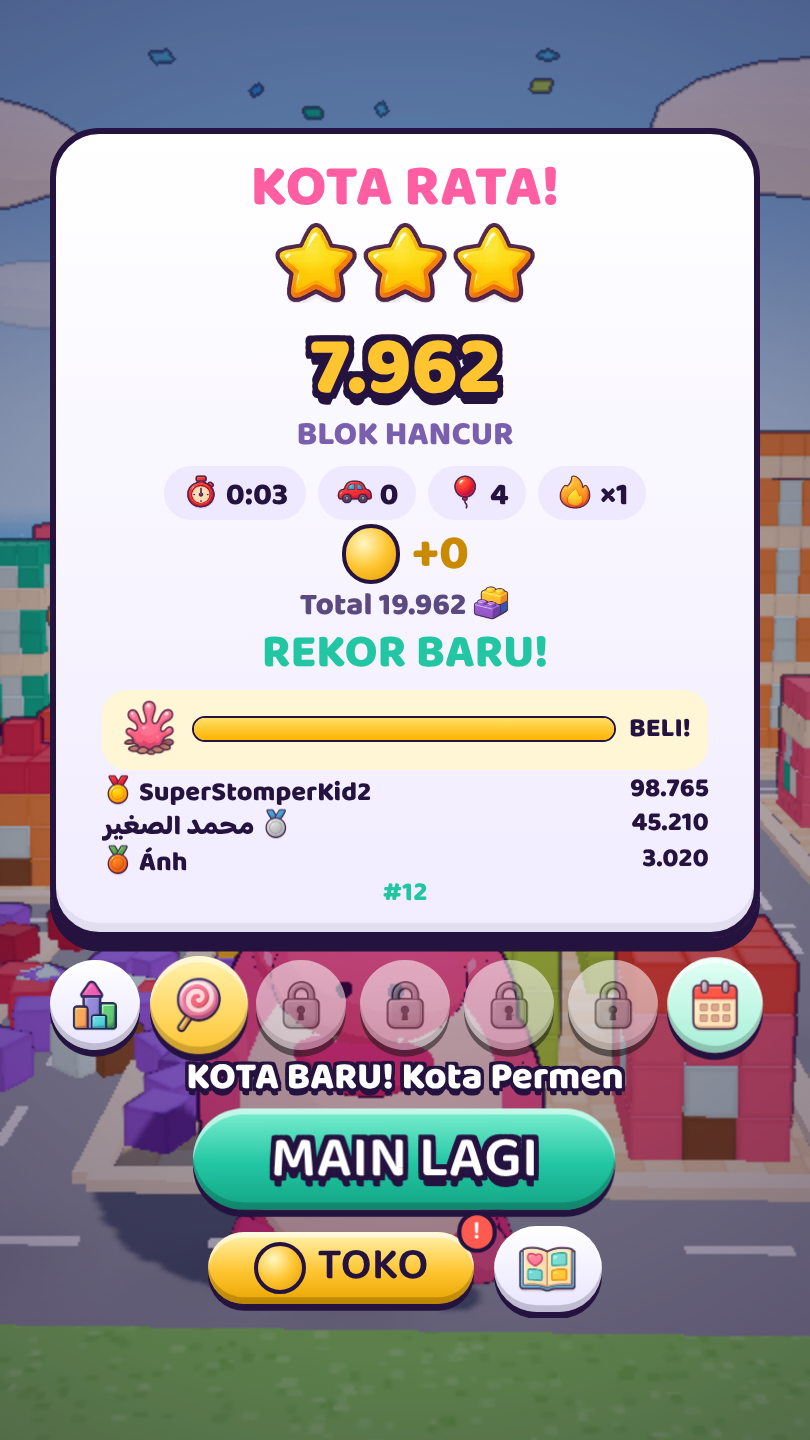 KOTA RATA!
7.962
BLOK HANCUR
0:03 0 4 ×1
+0
Total 19.962
REKOR BARU!
BELI!
SuperStomperKid2 98.765
محمد الصغير 45.210
Ánh 3.020
#12
KOTA BARU! Kota Permen
MAIN LAGI
!
TOKO